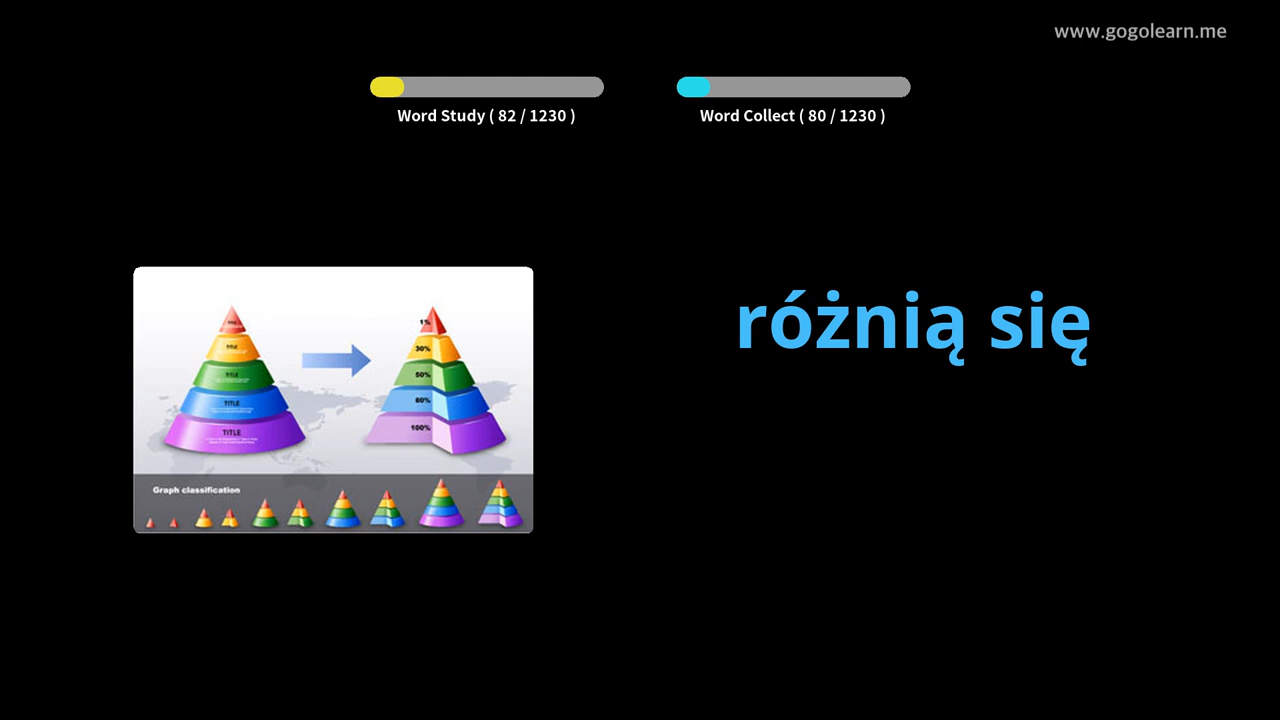 www.gogolearn.me
Word Study ( 82 / 1230 )
Word Collect ( 80 / 1230 )
różnią się
TITLE
TITLE
TITLE
TITLE
1%
30%
50%
80%
100%
Graph classification